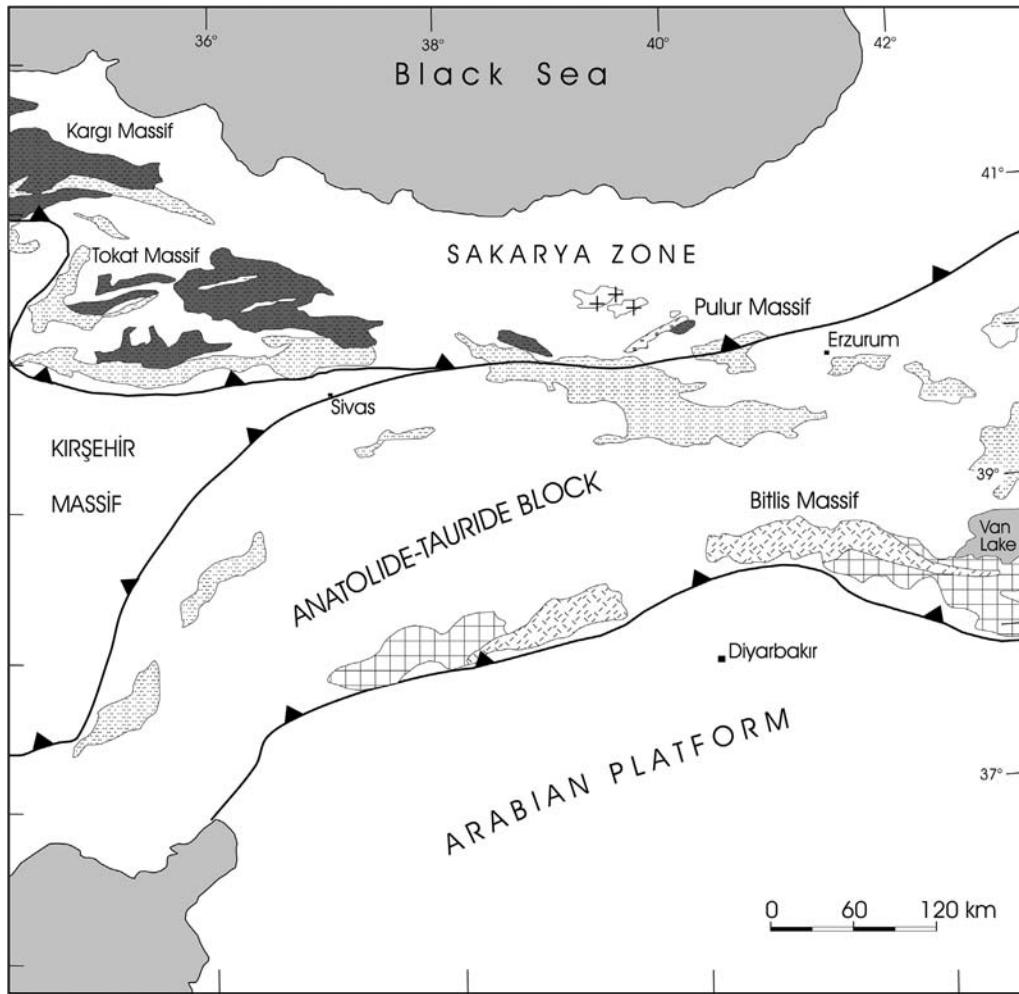 36°
38°
40°
42°
Black Sea
Kargı Massif
41°
Tokat Massif
SAKARYA ZONE
Pulur Massif
Erzurum
Sivas
KIRŞEHİR
MASSİF
39°
Bitlis Massif
ANATOLIDE-TAURIDE BLOCK
Van
Lake
Diyarbakır
ARABIAN PLATFORM
37°
0 60 120 km